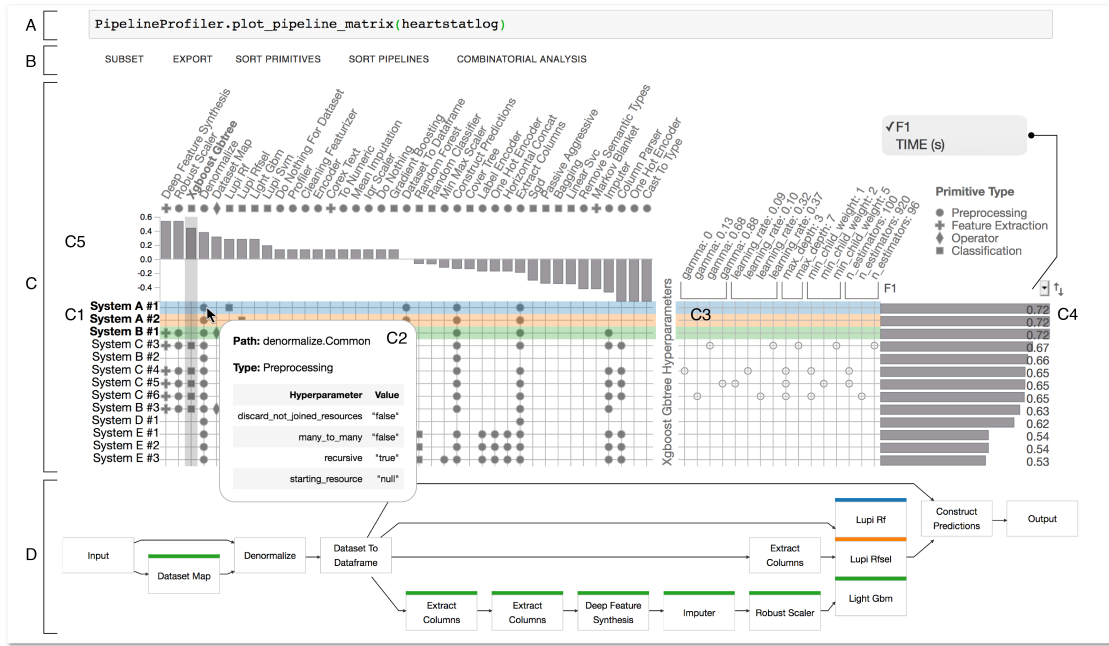 A
PipelineProfiler.plot_pipeline_matrix(heartstatlog)
B
SUBSET EXPORT SORT PRIMITIVES SORT PIPELINES COMBINATORIAL ANALYSIS
C
Deep Feature Synthesis
Robust Scaler
Xgboost Gbtree
Denormalize
Dataset Map
Lupi Rf
Lupi Rfsel
Light Gbm
Lupi Svm
Do Nothing For Dataset
Profiler
Cleaning Featurizer
Encoder
Corex Text
To Numeric
Mean Imputation
Iqr Scaler
Do Nothing
Gradient Boosting
Dataset To Dataframe
Random Forest
Random Classifier
Min Max Scaler
Construct Predictions
Cover Tree
Label Encoder
One Hot Encoder
Horizontal Concat
Extract Columns
Sgd
Passive Aggressive
Bagging
Linear Svc
Remove Semantic Types
Markov Blanket
Imputer
Column Parser
One Hot Encoder
Cast To Type
✓F1
TIME (s)
Primitive Type
Preprocessing
Feature Extraction
Operator
Classification
C5
0.6
0.4
0.2
0.0
-0.2
-0.4
gamma: 0
gamma: 0.13
gamma: 0.68
gamma: 0.88
learning_rate: 0.09
learning_rate: 0.10
learning_rate: 0.32
learning_rate: 0.37
max_depth: 3
max_depth: 7
min_child_weight: 1
min_child_weight: 2
min_child_weight: 5
n_estimators: 100
n_estimators: 920
n_estimators: 96
F1
C1
C3
C4
Xgboost Gbtree Hyperparameters
System A #1 0.72
System A #2 0.72
System B #1 0.72
System C #3 0.67
System B #2 0.66
System C #4 0.65
System C #5 0.65
System C #6 0.65
System B #3 0.63
System D #1 0.62
System E #1 0.54
System E #2 0.54
System E #3 0.53
C2
Path: denormalize.Common
Type: Preprocessing
Hyperparameter Value
discard_not_joined_resources "false"
many_to_many "false"
recursive "true"
starting_resource "null"
D
Input
Dataset Map
Denormalize
Dataset To
Dataframe
Extract
Columns
Extract
Columns
Deep Feature
Synthesis
Imputer
Robust Scaler
Extract
Columns
Lupi Rf
Lupi Rfsel
Light Gbm
Construct
Predictions
Output